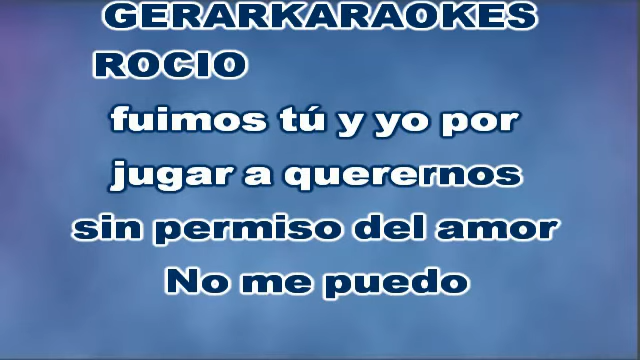 GERARKARAOKES
ROCIO
fuimos tú y yo por
jugar a querernos
sin permiso del amor
No me puedo